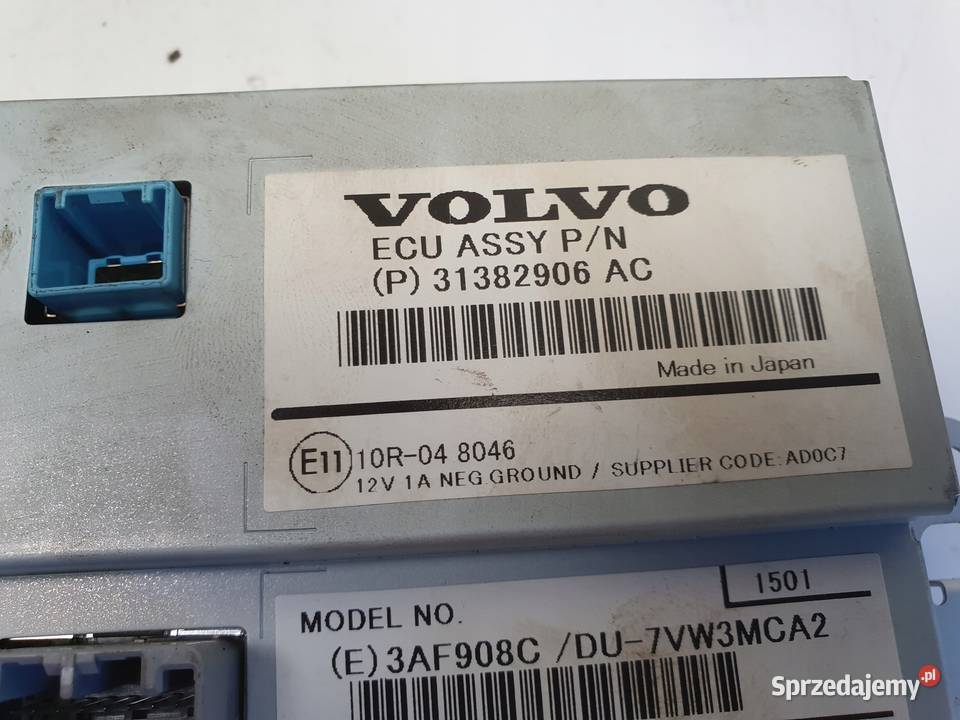 VOLVO
ECU ASSY P/N
(P) 31382906 AC
Made in Japan
E11 10R-04 8046
12V 1A NEG.GROUND / SUPPLIER CODE: AD0C7
1501
MODEL NO.
(E) 3AF908C /DU-7VW3MCA2
Sprzedajemy.pl